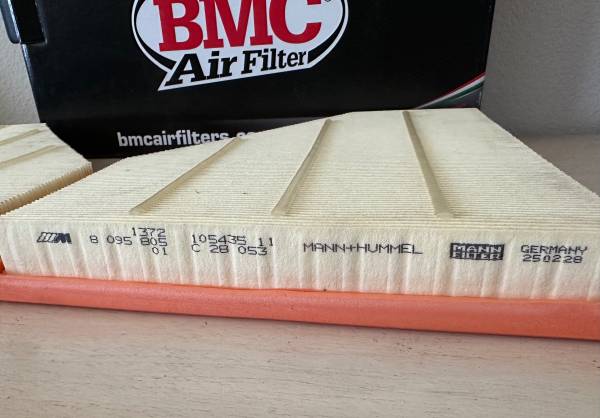 BMC
Air Filter
bmcairfilters.co
M 1372 105435 11 MANN+HUMMEL MANN GERMANY
8 095 805 C 28 053 FILTER 250228
01